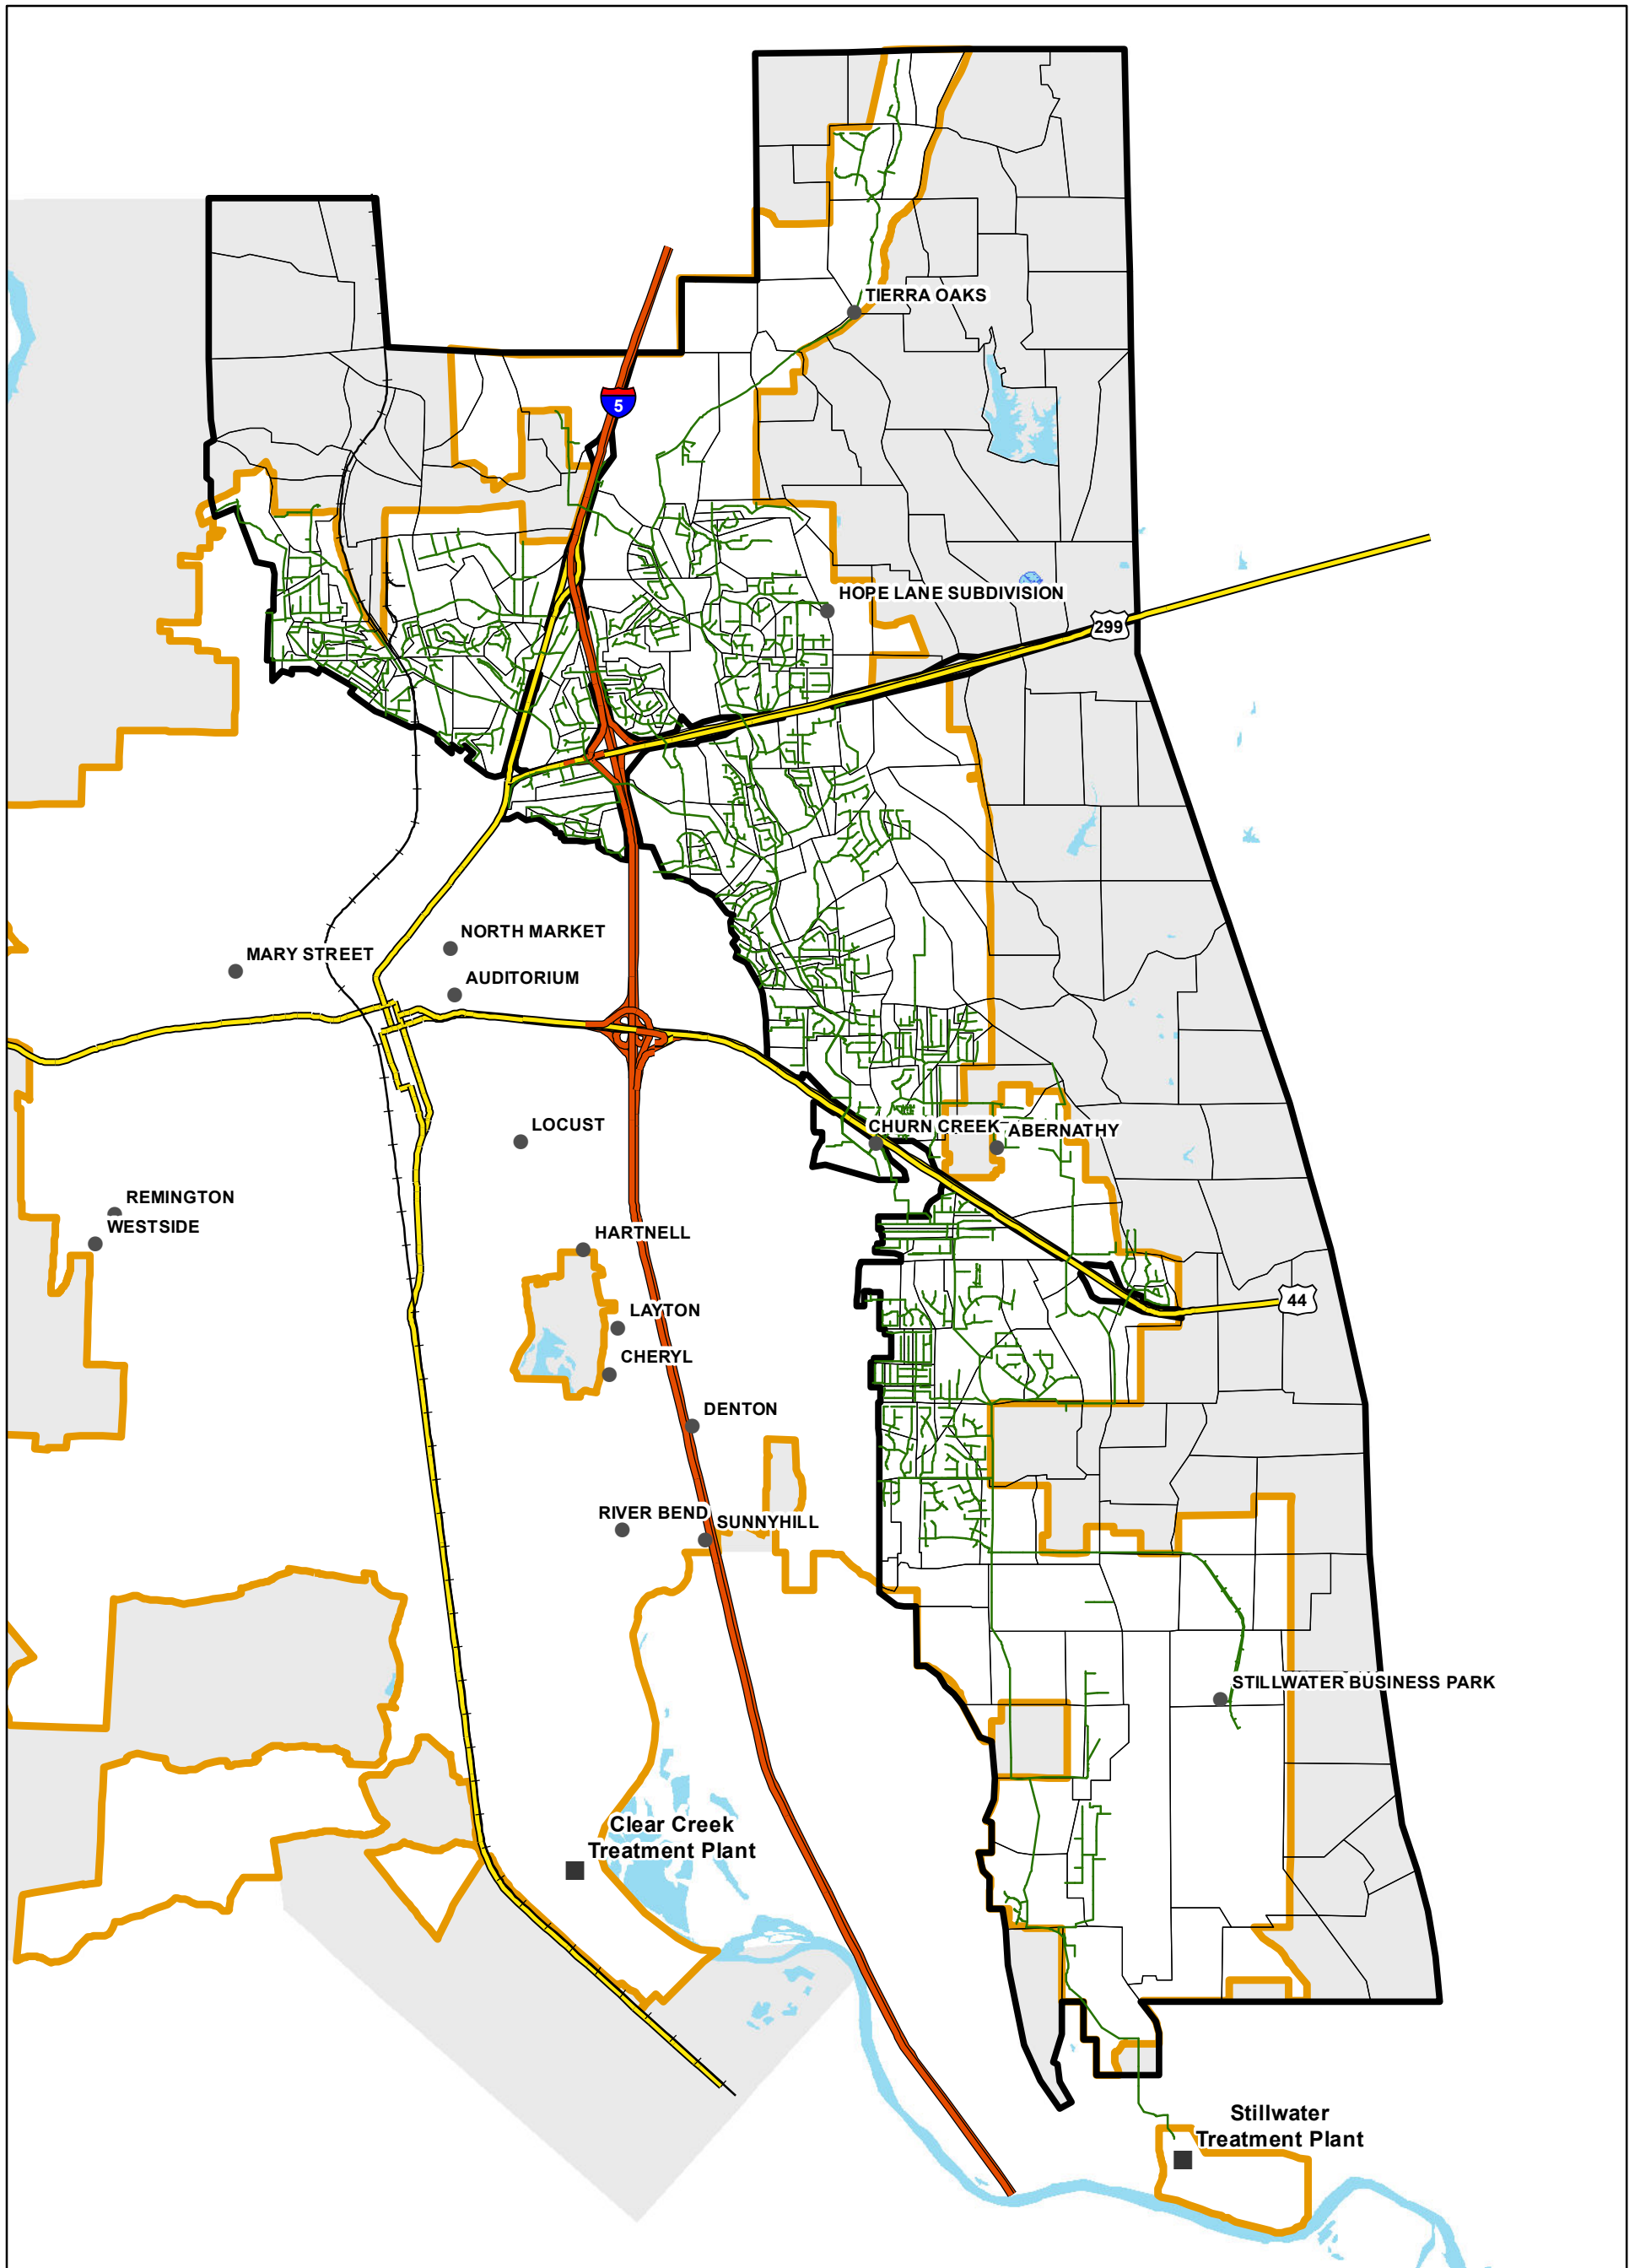 TIERRA OAKS
5
HOPE LANE SUBDIVISION
299
NORTH MARKET
MARY STREET
AUDITORIUM
CHURN CREEK
ABERNATHY
LOCUST
REMINGTON
WESTSIDE
HARTNELL
44
LAYTON
CHERYL
DENTON
RIVER BEND
SUNNYHILL
STILLWATER BUSINESS PARK
Clear Creek
Treatment Plant
Stillwater
Treatment Plant